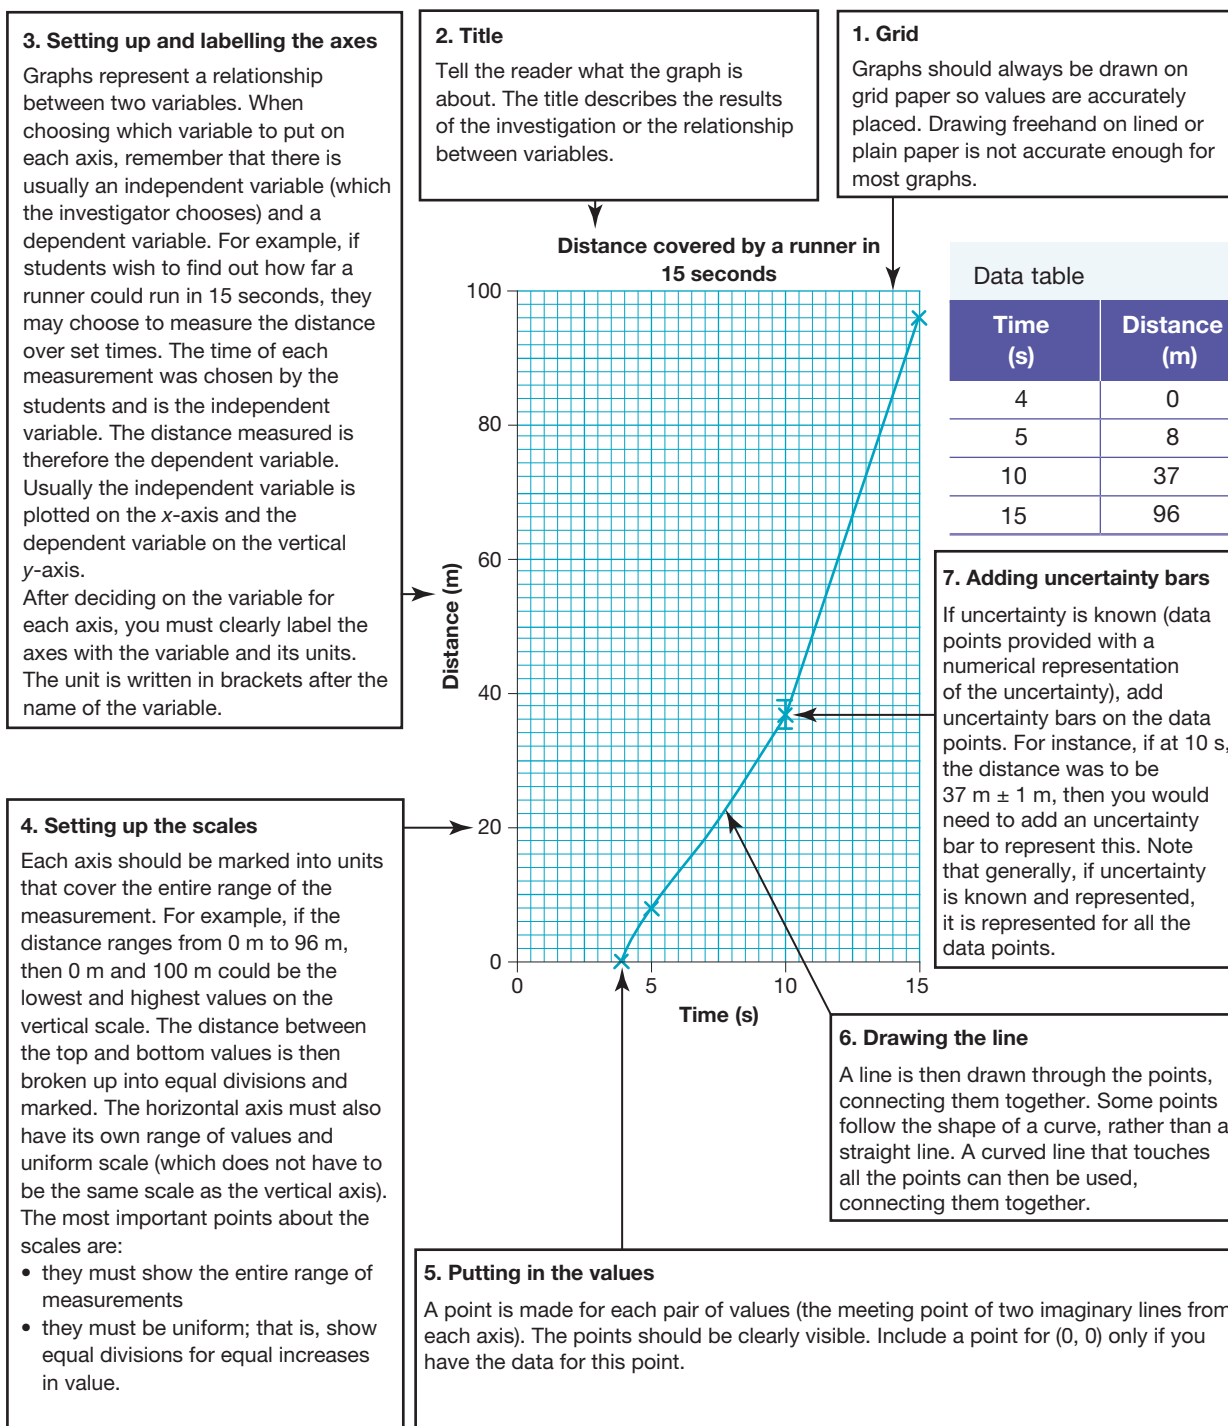 3. Setting up and labelling the axes
Graphs represent a relationship
between two variables. When
choosing which variable to put on
each axis, remember that there is
usually an independent variable (which
the investigator chooses) and a
dependent variable. For example, if
students wish to find out how far a
runner could run in 15 seconds, they
may choose to measure the distance
over set times. The time of each
measurement was chosen by the
students and is the independent
variable. The distance measured is
therefore the dependent variable.
Usually the independent variable is
plotted on the x-axis and the
dependent variable on the vertical
y-axis.
After deciding on the variable for
each axis, you must clearly label the
axes with the variable and its units.
The unit is written in brackets after the
name of the variable.
2. Title
Tell the reader what the graph is
about. The title describes the results
of the investigation or the relationship
between variables.
1. Grid
Graphs should always be drawn on
grid paper so values are accurately
placed. Drawing freehand on lined or
plain paper is not accurate enough for
most graphs.
Distance covered by a runner in
15 seconds
100
80
60
40
20
0
Distance (m)
0 5 10 15
Time (s)
Data table
Time (s) Distance (m)
4 0
5 8
10 37
15 96
7. Adding uncertainty bars
If uncertainty is known (data
points provided with a
numerical representation
of the uncertainty), add
uncertainty bars on the data
points. For instance, if at 10 s,
the distance was to be
37 m ± 1 m, then you would
need to add an uncertainty
bar to represent this. Note
that generally, if uncertainty
is known and represented,
it is represented for all the
data points.
4. Setting up the scales
Each axis should be marked into units
that cover the entire range of the
measurement. For example, if the
distance ranges from 0 m to 96 m,
then 0 m and 100 m could be the
lowest and highest values on the
vertical scale. The distance between
the top and bottom values is then
broken up into equal divisions and
marked. The horizontal axis must also
have its own range of values and
uniform scale (which does not have to
be the same scale as the vertical axis).
The most important points about the
scales are:
• they must show the entire range of
measurements
• they must be uniform; that is, show
equal divisions for equal increases
in value.
6. Drawing the line
A line is then drawn through the points,
connecting them together. Some points
follow the shape of a curve, rather than a
straight line. A curved line that touches
all the points can then be used,
connecting them together.
5. Putting in the values
A point is made for each pair of values (the meeting point of two imaginary lines from
each axis). The points should be clearly visible. Include a point for (0, 0) only if you
have the data for this point.